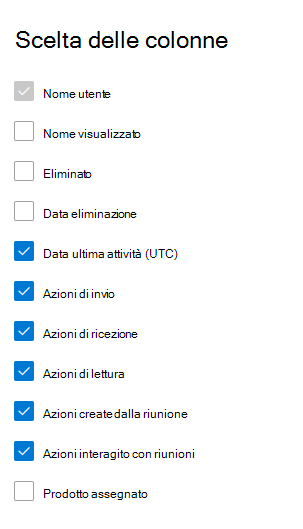 Scelta delle colonne
Nome utente
Nome visualizzato
Eliminato
Data eliminazione
Data ultima attività (UTC)
Azioni di invio
Azioni di ricezione
Azioni di lettura
Azioni create dalla riunione
Azioni interagito con riunioni
Prodotto assegnato